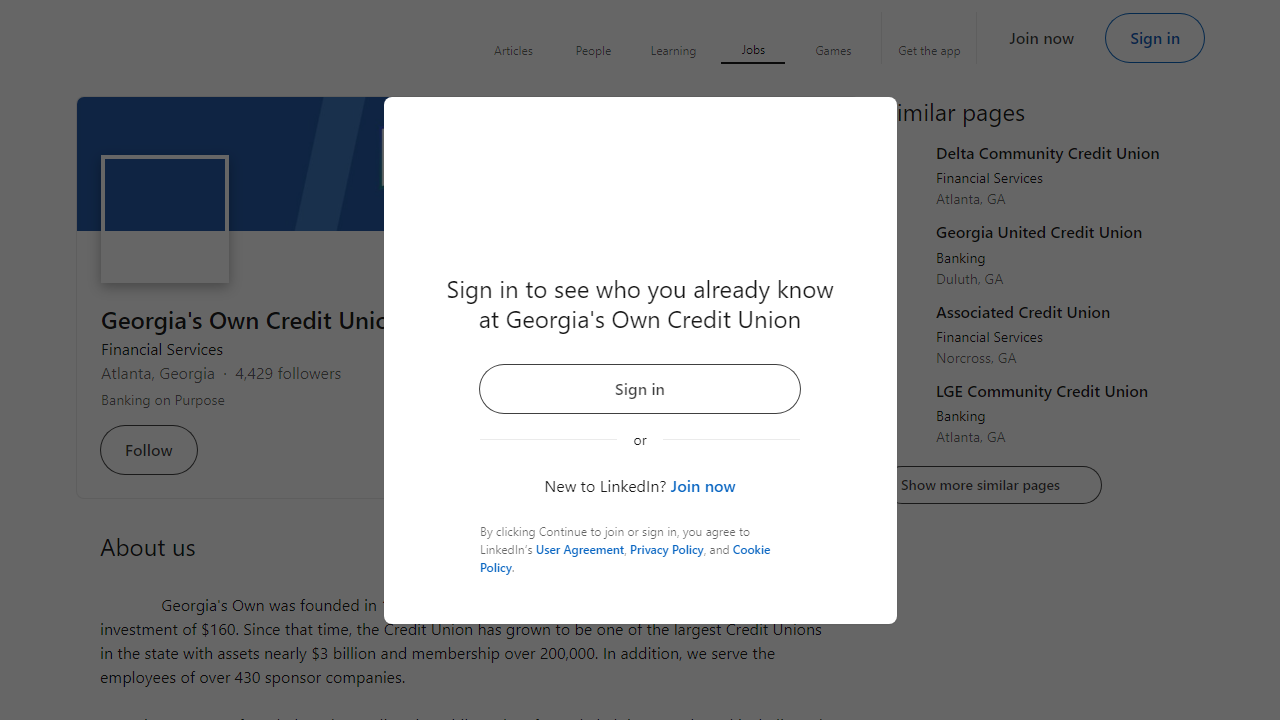 Articles
People
Learning
Jobs
Games
Get the app
Join now
Sign in
Georgia's Own Credit
Financial Services
Atlanta, Georgia · 4,429 followers
Banking on Purpose
Follow
Sign in to see who you already know
at Georgia's Own Credit Union
Sign in
or
New to LinkedIn? Join now
By clicking Continue to join or sign in, you agree to
LinkedIn's User Agreement, Privacy Policy, and Cookie
Policy.
pages
Delta Community Credit Union
Financial Services
Atlanta, GA
Georgia United Credit Union
Banking
Duluth, GA
Associated Credit Union
Financial Services
Norcross, GA
LGE Community Credit Union
Banking
Atlanta, GA
Show more similar pages
About us
Georgia's Own was founded in
investment of $160. Since that time, the Credit Union has grown to be one of the largest Credit Unions
in the state with assets nearly $3 billion and membership over 200,000. In addition, we serve the
employees of over 430 sponsor companies.